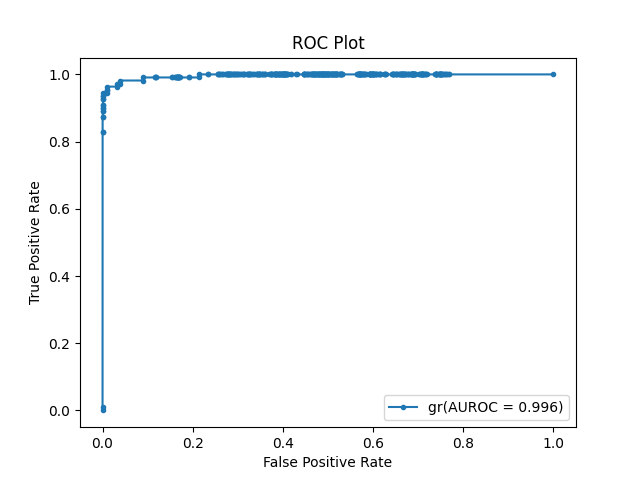 ROC Plot
True Positive Rate
1.0
0.8
0.6
0.4
0.2
0.0
gr(AUROC = 0.996)
0.0 0.2 0.4 0.6 0.8 1.0
False Positive Rate